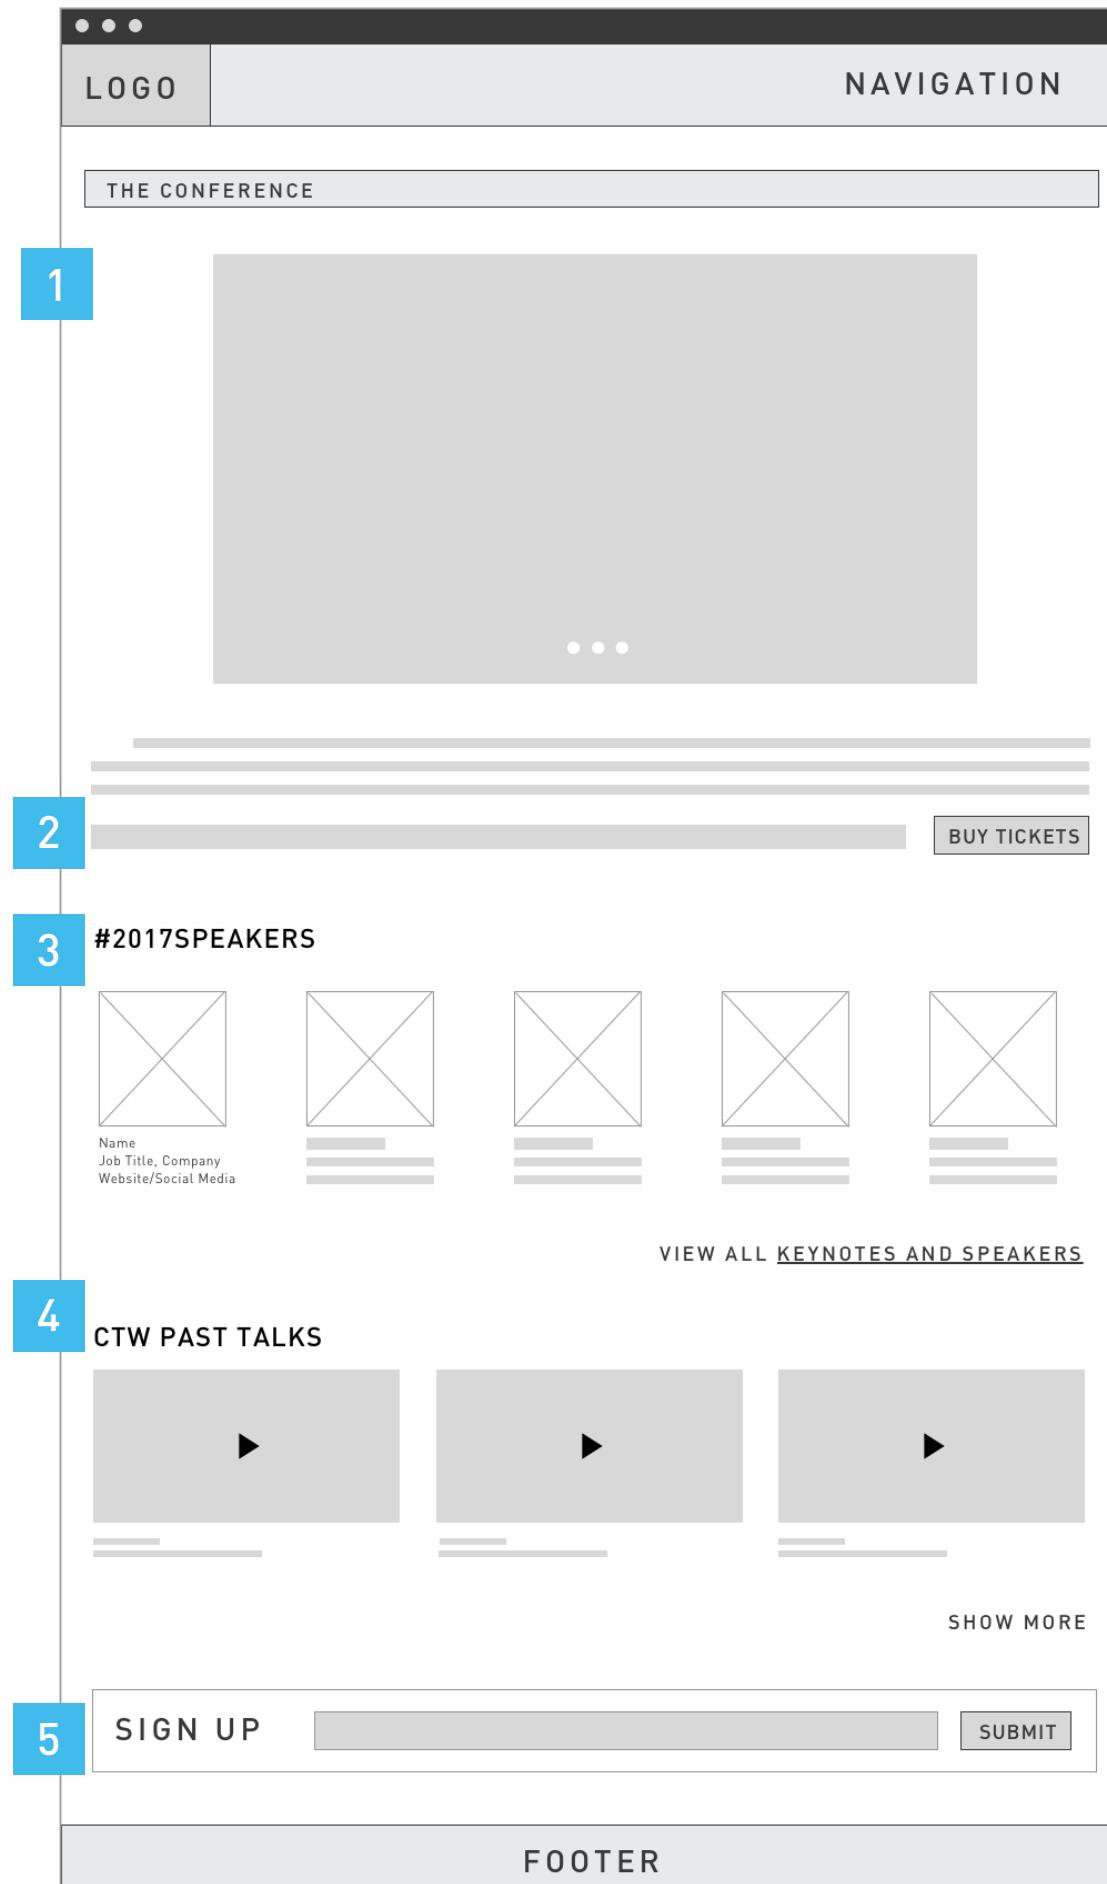 LOGO
NAVIGATION
THE CONFERENCE
1
2
BUY TICKETS
3
#2017SPEAKERS
Name
Job Title, Company
Website/Social Media
VIEW ALL KEYNOTES AND SPEAKERS
4
CTW PAST TALKS
SHOW MORE
5
SIGN UP
SUBMIT
FOOTER